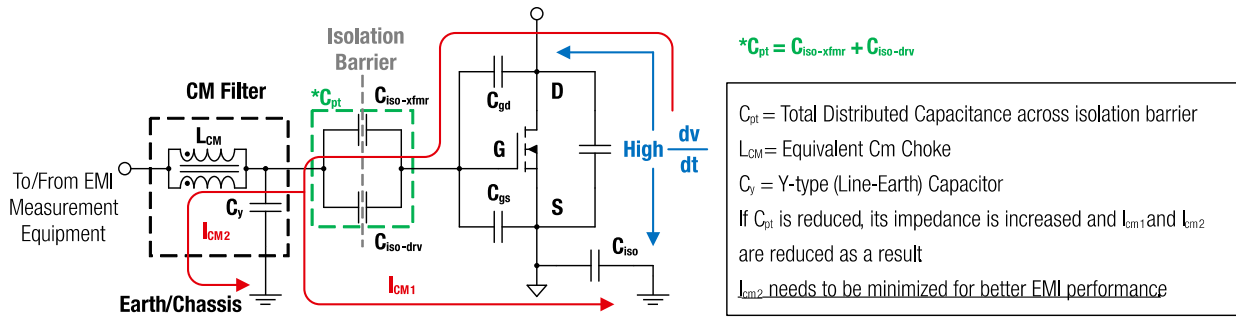 Isolation
Barrier
*Cpt = Ciso-xfmr + Ciso-drv
CM Filter
*Cpt
Ciso-xfmr
LCM
Cgd
D
G
High dv/dt
To/From EMI
Measurement
Equipment
Cy
ICM2
Cgs
S
Ciso-drv
Ciso
ICM1
Earth/Chassis
Cpt = Total Distributed Capacitance across isolation barrier
LCM = Equivalent Cm Choke
Cy = Y-type (Line-Earth) Capacitor
If Cpt is reduced, its impedance is increased and Icm1 and Icm2
are reduced as a result
Icm2 needs to be minimized for better EMI performance